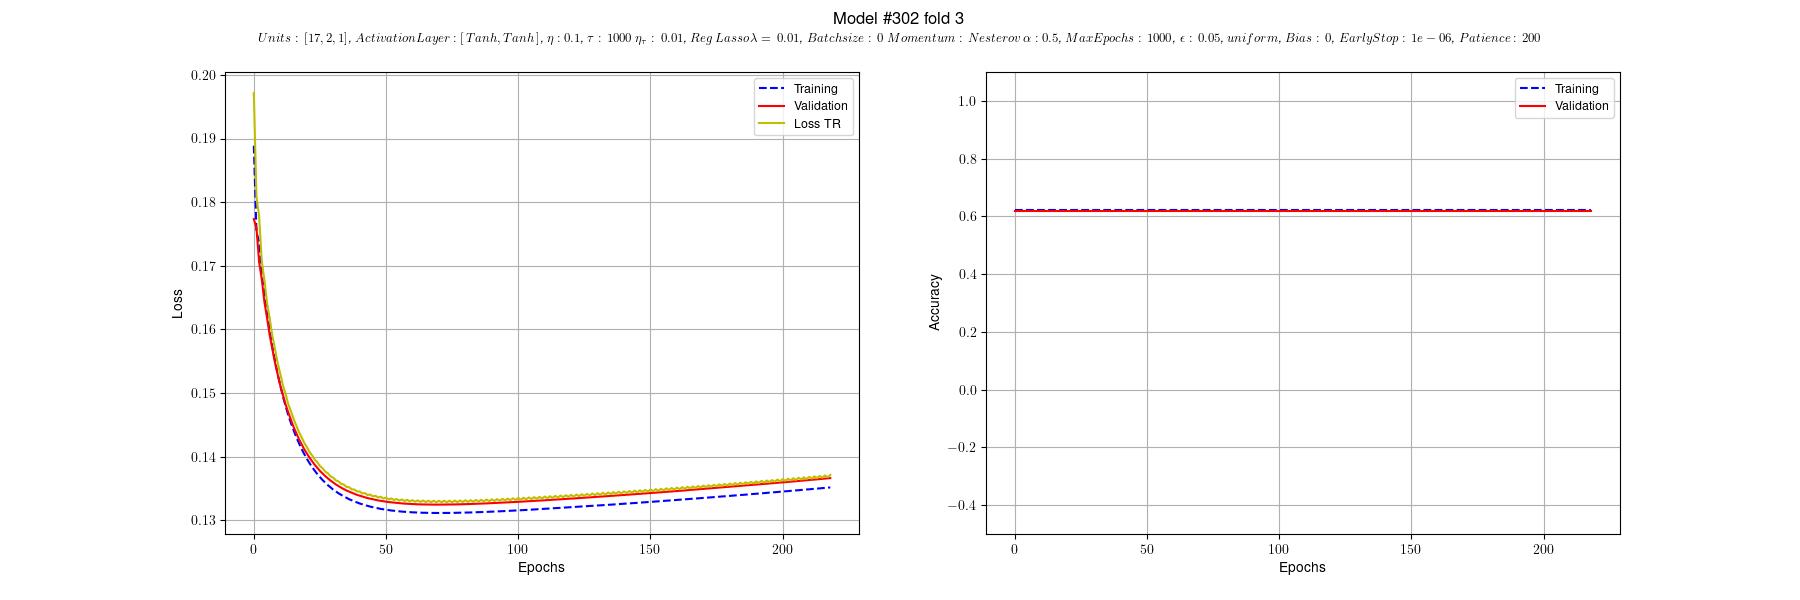 Model #302 fold 3
Units : [17, 2, 1], ActivationLayer : [Tanh, Tanh], η : 0.1, τ : 1000 ητ : 0.01, Reg Lassoλ = 0.01, Batchsize : 0 Momentum : Nesterov α : 0.5, MaxEpochs : 1000, ϵ : 0.05, uniform, Bias : 0, EarlyStop : 1e − 06, Patience : 200
Loss
0.20
0.19
0.18
0.17
0.16
0.15
0.14
0.13
0
50
100
150
200
Epochs
Training
Validation
Loss TR
Accuracy
1.0
0.8
0.6
0.4
0.2
0.0
−0.2
−0.4
0
50
100
150
200
Epochs
Training
Validation